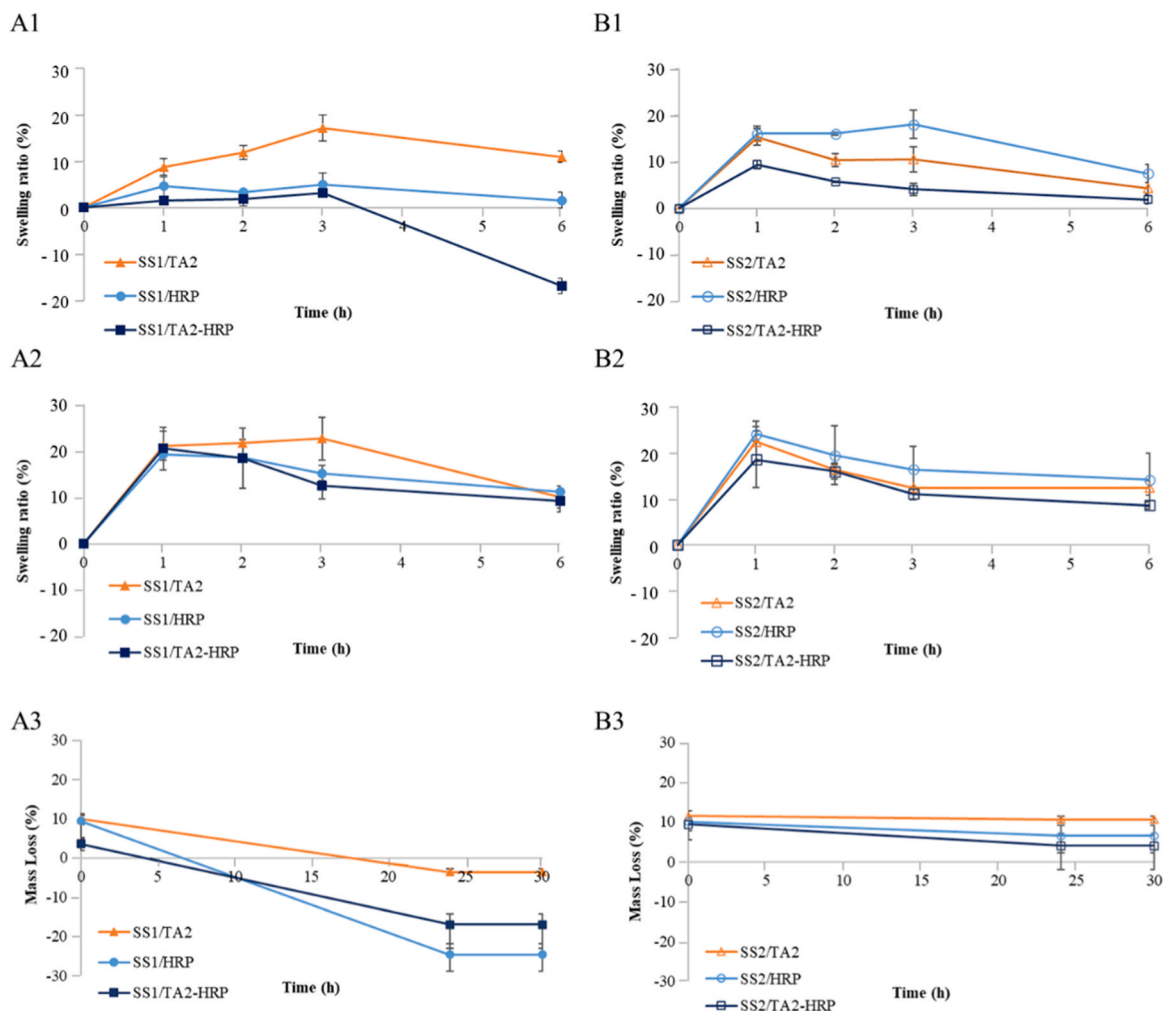 A1
30
20
10
0
- 10
- 20
0
1
2
3
4
5
6
Swelling ratio (%)
Time (h)
SS1/TA2
SS1/HRP
SS1/TA2-HRP
B1
30
20
10
0
- 10
- 20
0
1
2
3
4
5
6
Swelling ratio (%)
Time (h)
SS2/TA2
SS2/HRP
SS2/TA2-HRP
A2
30
20
10
0
- 10
- 20
0
1
2
3
4
5
6
Swelling ratio (%)
Time (h)
SS1/TA2
SS1/HRP
SS1/TA2-HRP
B2
30
20
10
0
- 10
- 20
0
1
2
3
4
5
6
Swelling ratio (%)
Time (h)
SS2/TA2
SS2/HRP
SS2/TA2-HRP
A3
30
20
10
0
-10
-20
-30
0
5
10
15
20
25
30
Mass Loss (%)
Time (h)
SS1/TA2
SS1/HRP
SS1/TA2-HRP
B3
30
20
10
0
-10
-20
-30
0
5
10
15
20
25
30
Mass Loss (%)
Time (h)
SS2/TA2
SS2/HRP
SS2/TA2-HRP